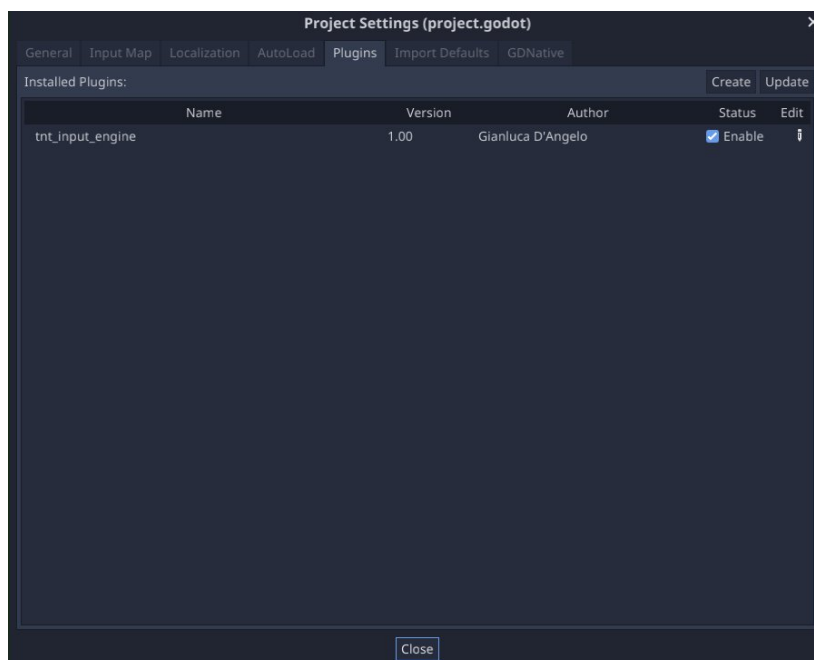 Project Settings (project.godot)
General Input Map Localization AutoLoad Plugins Import Defaults GDNative
Installed Plugins: Create Update
Name Version Author Status Edit
tnt_input_engine 1.00 Gianluca D'Angelo Enable
Close